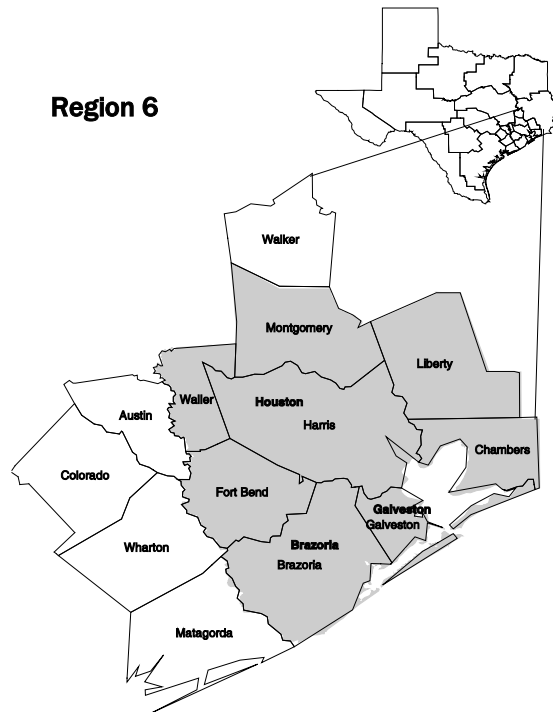 Region 6
Walker
Montgomery
Liberty
Waller
Houston
Austin
Harris
Chambers
Colorado
Fort Bend
Galveston
Galveston
Wharton
Brazoria
Brazoria
Matagorda